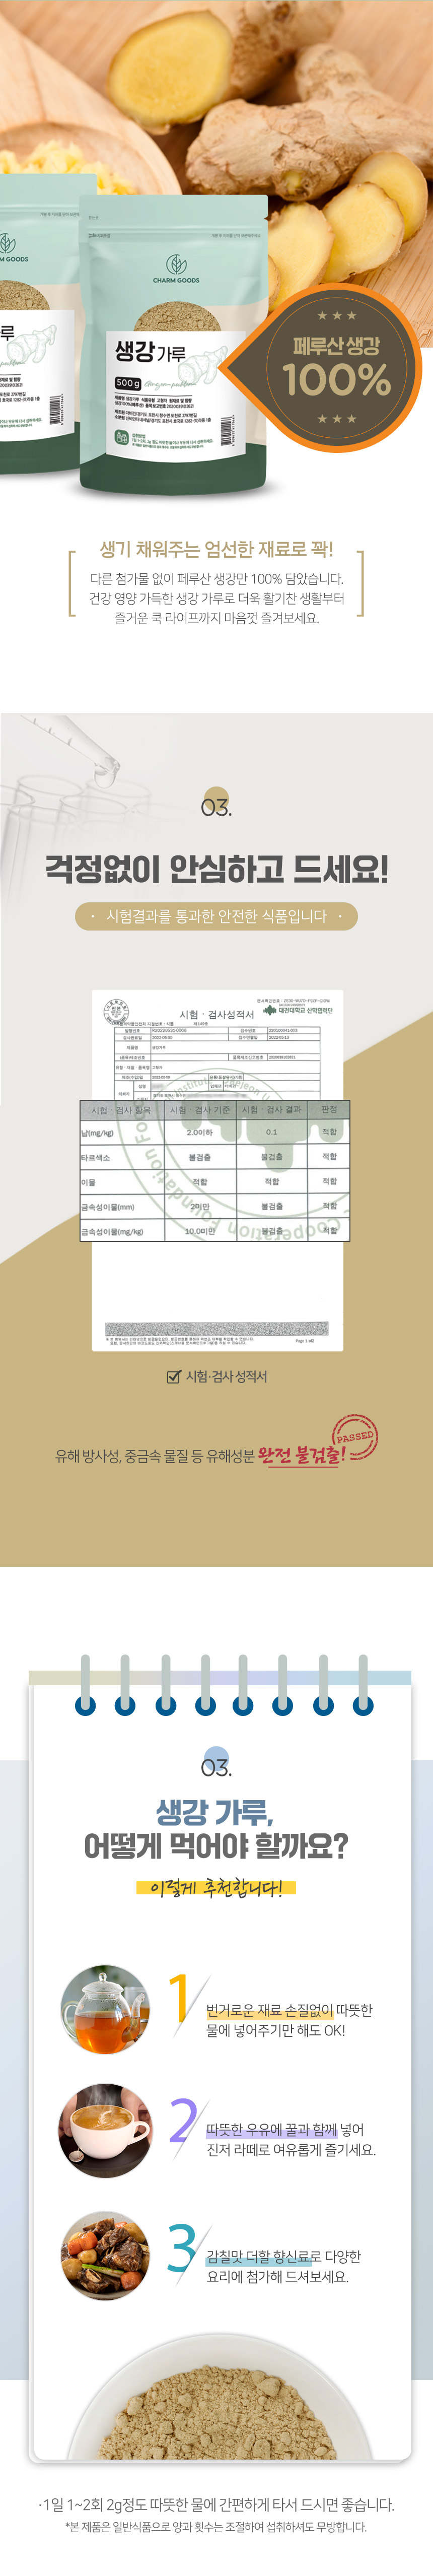 CHARM GOODS
생강 가루
500 g
M GOODS
루
페루산 생강
100%
생기 채워주는 엄선한 재료로 꽉!
다른 첨가물 없이 페루산 생강만 100% 담았습니다.
건강 영양 가득한 생강 가루로 더욱 활기찬 생활부터
즐거운 쿡 라이프까지 마음껏 즐겨보세요.
03.
걱정없이 안심하고 드세요!
· 시험결과를 통과한 안전한 식품입니다 ·
시험 · 검사성적서
대전대학교 산학협력단
시험 · 검사 항목 시험 · 검사 기준 시험 · 검사 결과 판정
납(mg/kg) 2.0이하 0.1 적합
타르색소 불검출 불검출 적합
이물 적합 적합 적합
금속성이물(mm) 2미만 불검출 적합
금속성이물(mg/kg) 10.0미만 불검출 적합
시험·검사 성적서
유해 방사성, 중금속 물질 등 유해성분 완전 불검출!
PASSED
03.
생강 가루,
어떻게 먹어야 할까요?
이렇게 추천합니다!
1
번거로운 재료 손질없이 따뜻한
물에 넣어주기만 해도 OK!
2
따뜻한 우유에 꿀과 함께 넣어
진저 라떼로 여유롭게 즐기세요.
3
감칠맛 더할 향신료로 다양한
요리에 첨가해 드셔보세요.
·1일 1~2회 2g정도 따뜻한 물에 간편하게 타서 드시면 좋습니다.
*본 제품은 일반식품으로 양과 횟수는 조절하여 섭취하셔도 무방합니다.